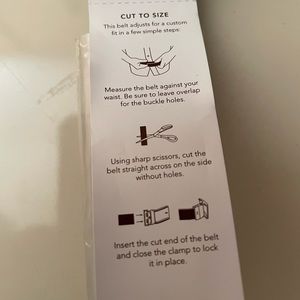 CUT TO SIZE
This belt adjusts for a custom
fit in a few simple steps:
Measure the belt against your
waist. Be sure to leave overlap
for the buckle holes.
Using sharp scissors, cut the
belt straight across on the side
without holes.
Insert the cut end of the belt
and close the clamp to lock
it in place.